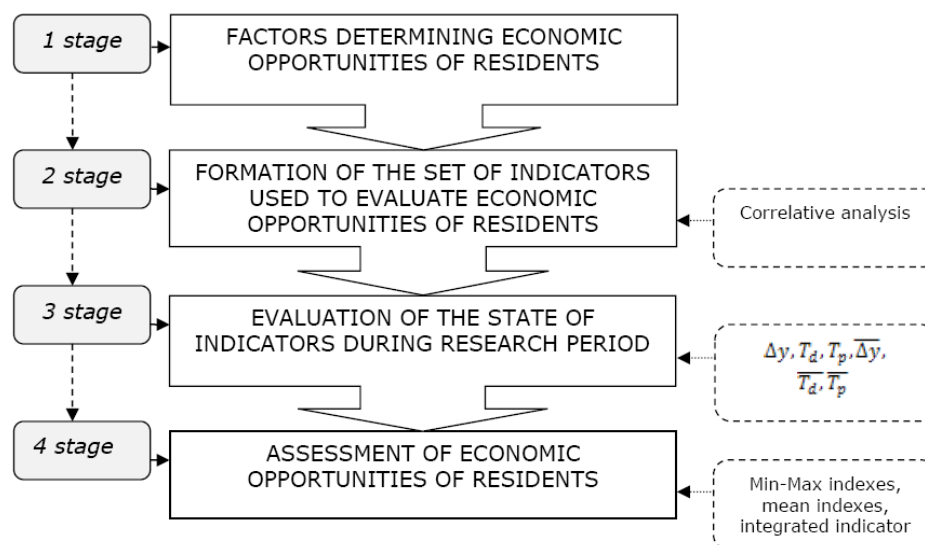 1 stage
FACTORS DETERMINING ECONOMIC
OPPORTUNITIES OF RESIDENTS
2 stage
FORMATION OF THE SET OF INDICATORS
USED TO EVALUATE ECONOMIC
OPPORTUNITIES OF RESIDENTS
Correlative analysis
3 stage
EVALUATION OF THE STATE OF
INDICATORS DURING RESEARCH PERIOD
Δy, T_d, T_p, \overline{Δy},
\overline{T_d}, \overline{T_p}
4 stage
ASSESSMENT OF ECONOMIC
OPPORTUNITIES OF RESIDENTS
Min-Max indexes,
mean indexes,
integrated indicator